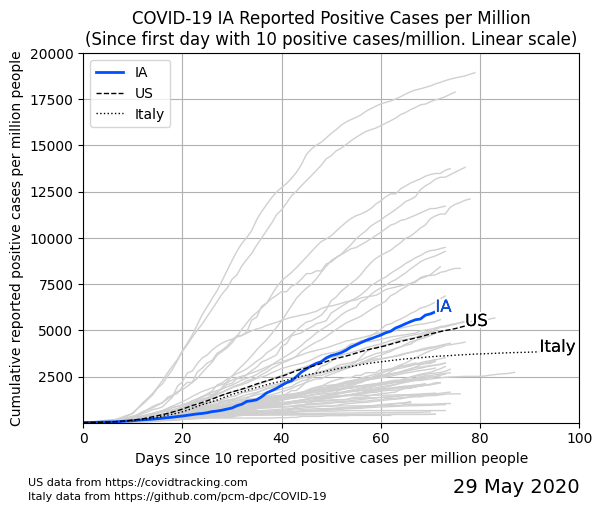 COVID-19 IA Reported Positive Cases per Million
(Since first day with 10 positive cases/million. Linear scale)
Cumulative reported positive cases per million people
20000
17500
15000
12500
10000
7500
5000
2500
IA
US
Italy
IA
US
Italy
0 20 40 60 80 100
Days since 10 reported positive cases per million people
US data from https://covidtracking.com
Italy data from https://github.com/pcm-dpc/COVID-19
29 May 2020